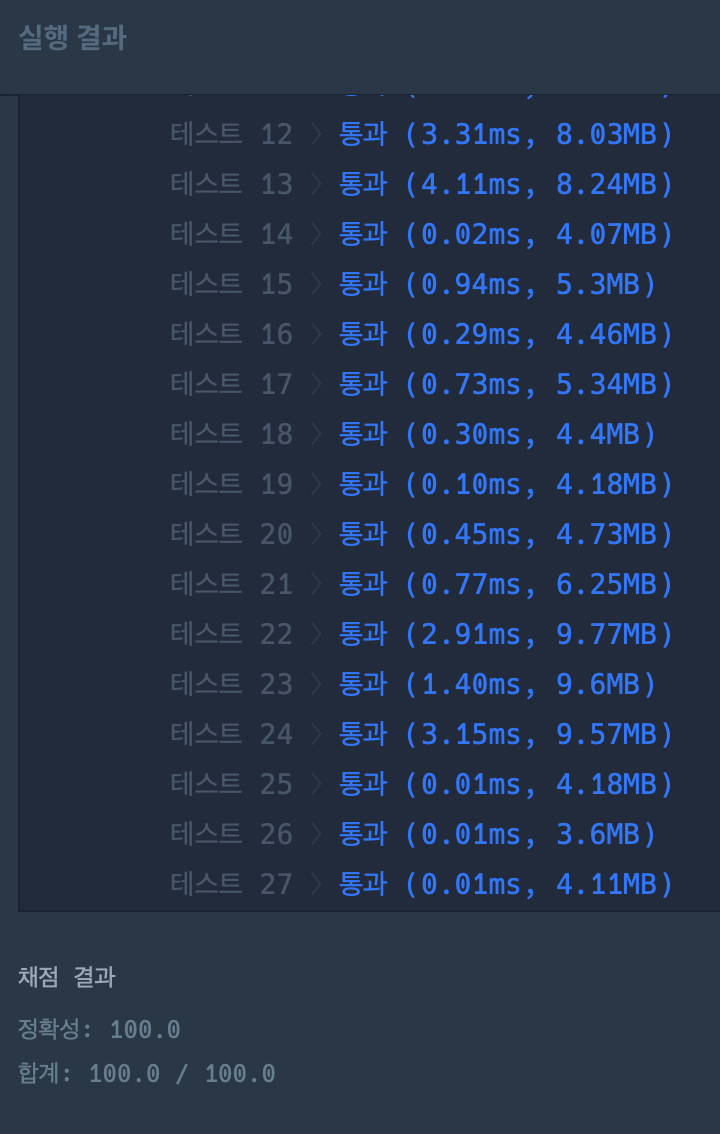 실행 결과
테스트 12 〉 통과 (3.31ms, 8.03MB)
테스트 13 〉 통과 (4.11ms, 8.24MB)
테스트 14 〉 통과 (0.02ms, 4.07MB)
테스트 15 〉 통과 (0.94ms, 5.3MB)
테스트 16 〉 통과 (0.29ms, 4.46MB)
테스트 17 〉 통과 (0.73ms, 5.34MB)
테스트 18 〉 통과 (0.30ms, 4.4MB)
테스트 19 〉 통과 (0.10ms, 4.18MB)
테스트 20 〉 통과 (0.45ms, 4.73MB)
테스트 21 〉 통과 (0.77ms, 6.25MB)
테스트 22 〉 통과 (2.91ms, 9.77MB)
테스트 23 〉 통과 (1.40ms, 9.6MB)
테스트 24 〉 통과 (3.15ms, 9.57MB)
테스트 25 〉 통과 (0.01ms, 4.18MB)
테스트 26 〉 통과 (0.01ms, 3.6MB)
테스트 27 〉 통과 (0.01ms, 4.11MB)
채점 결과
정확성: 100.0
합계: 100.0 / 100.0